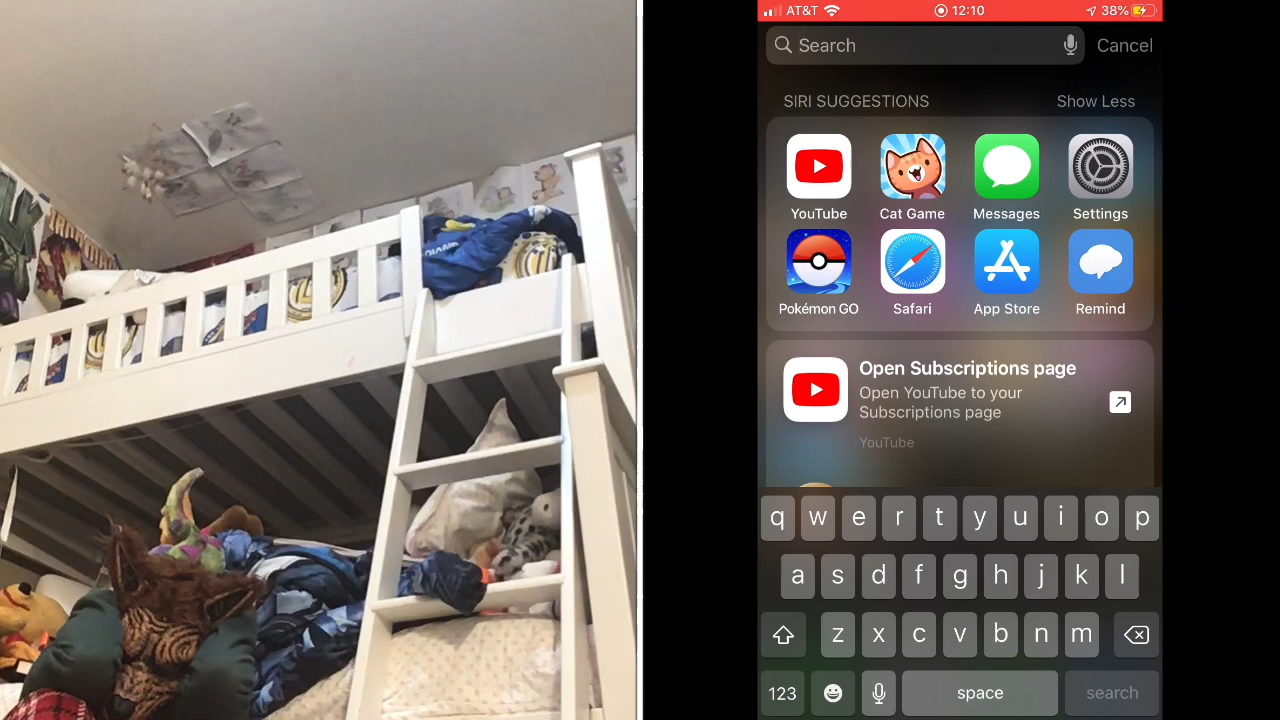 AT&T 12:10 38%
Search Cancel
SIRI SUGGESTIONS Show Less
YouTube Cat Game Messages Settings
Pokémon GO Safari App Store Remind
Open Subscriptions page
Open YouTube to your
Subscriptions page
YouTube
q w e r t y u i o p
a s d f g h j k l
z x c v b n m
123 space search